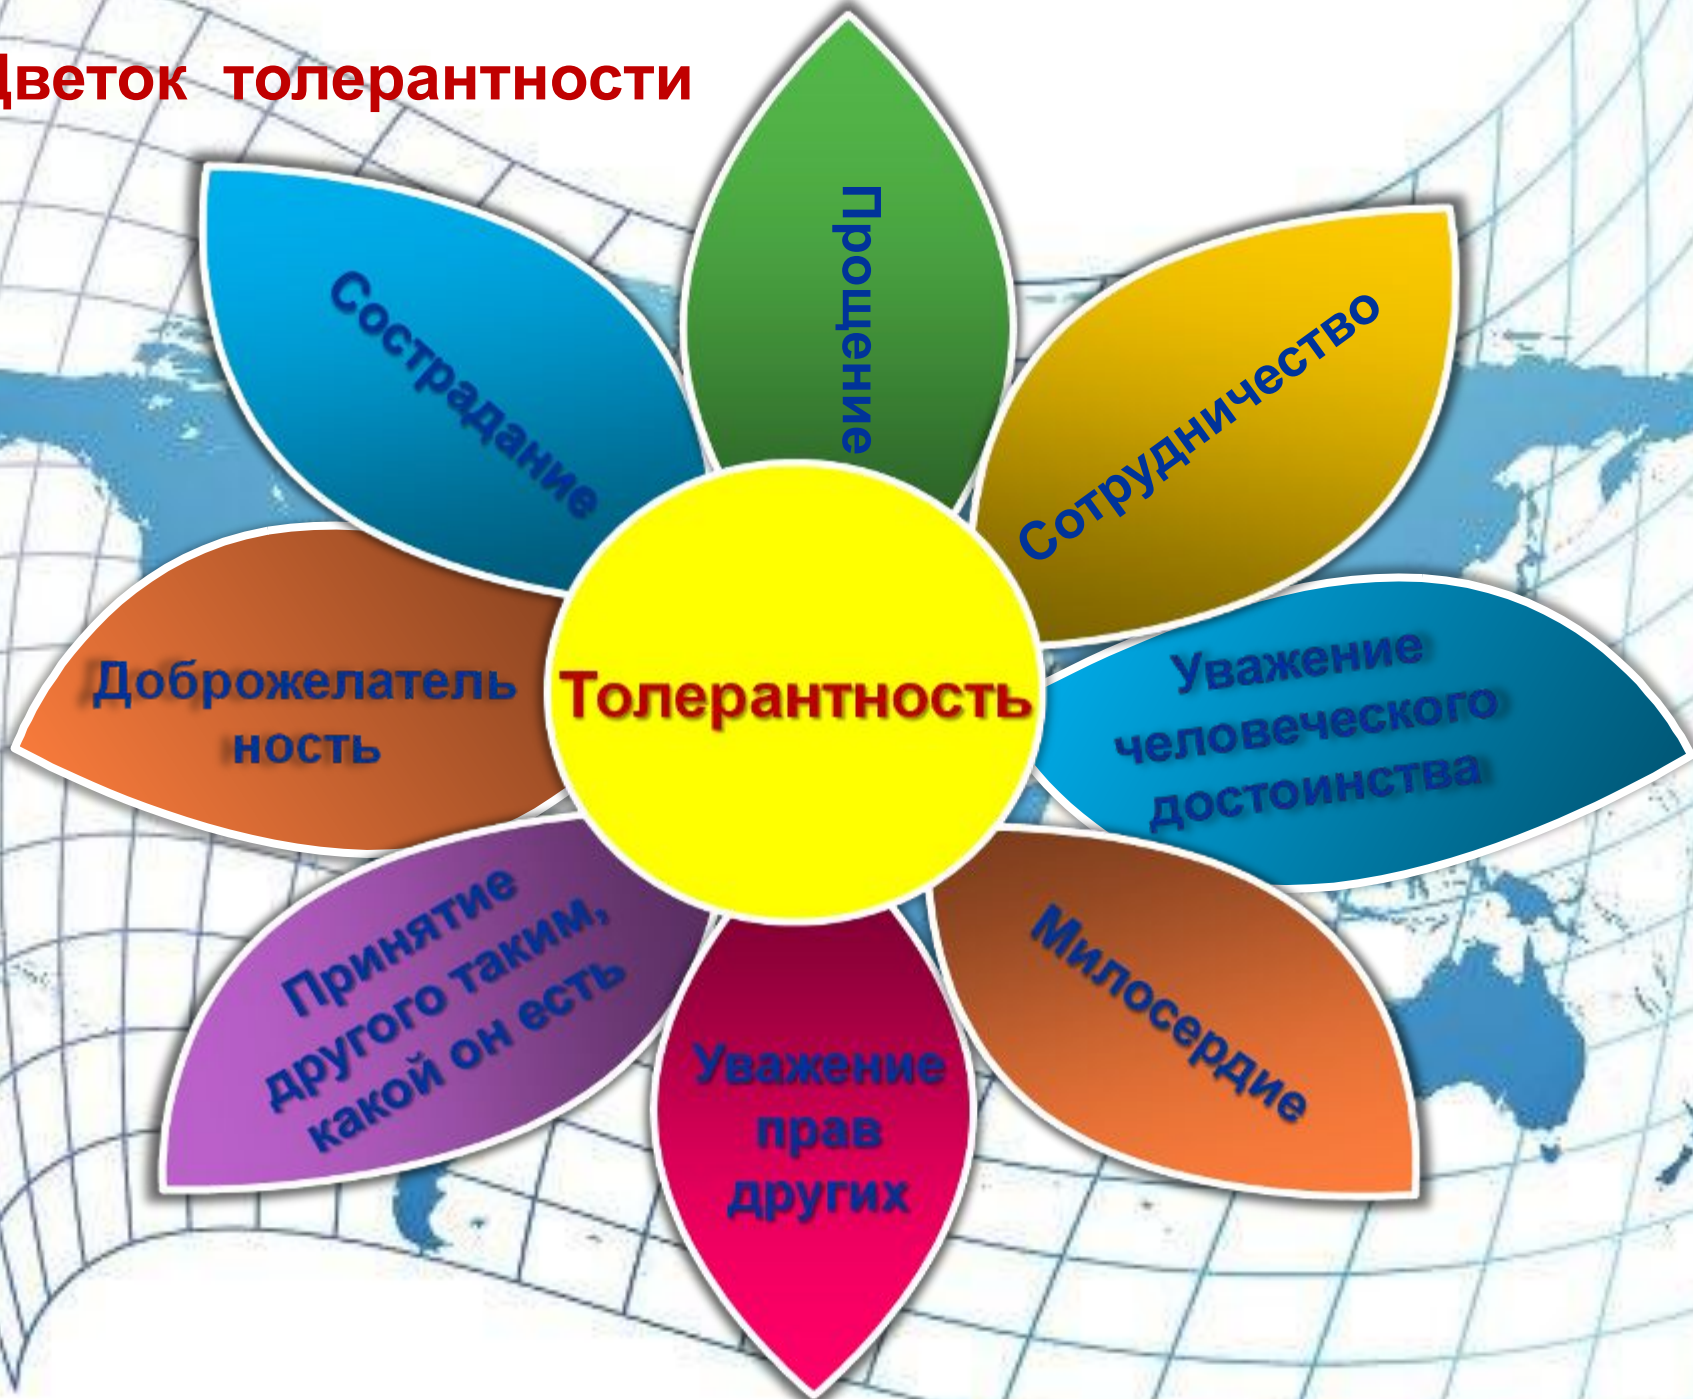 Цветок толерантности
Прощение
Сострадание
Сотрудничество
Доброжелатель
ность
Толерантность
Уважение
человеческого
достоинства
Принятие
другого таким,
какой он есть
Уважение
прав
других
Милосердие